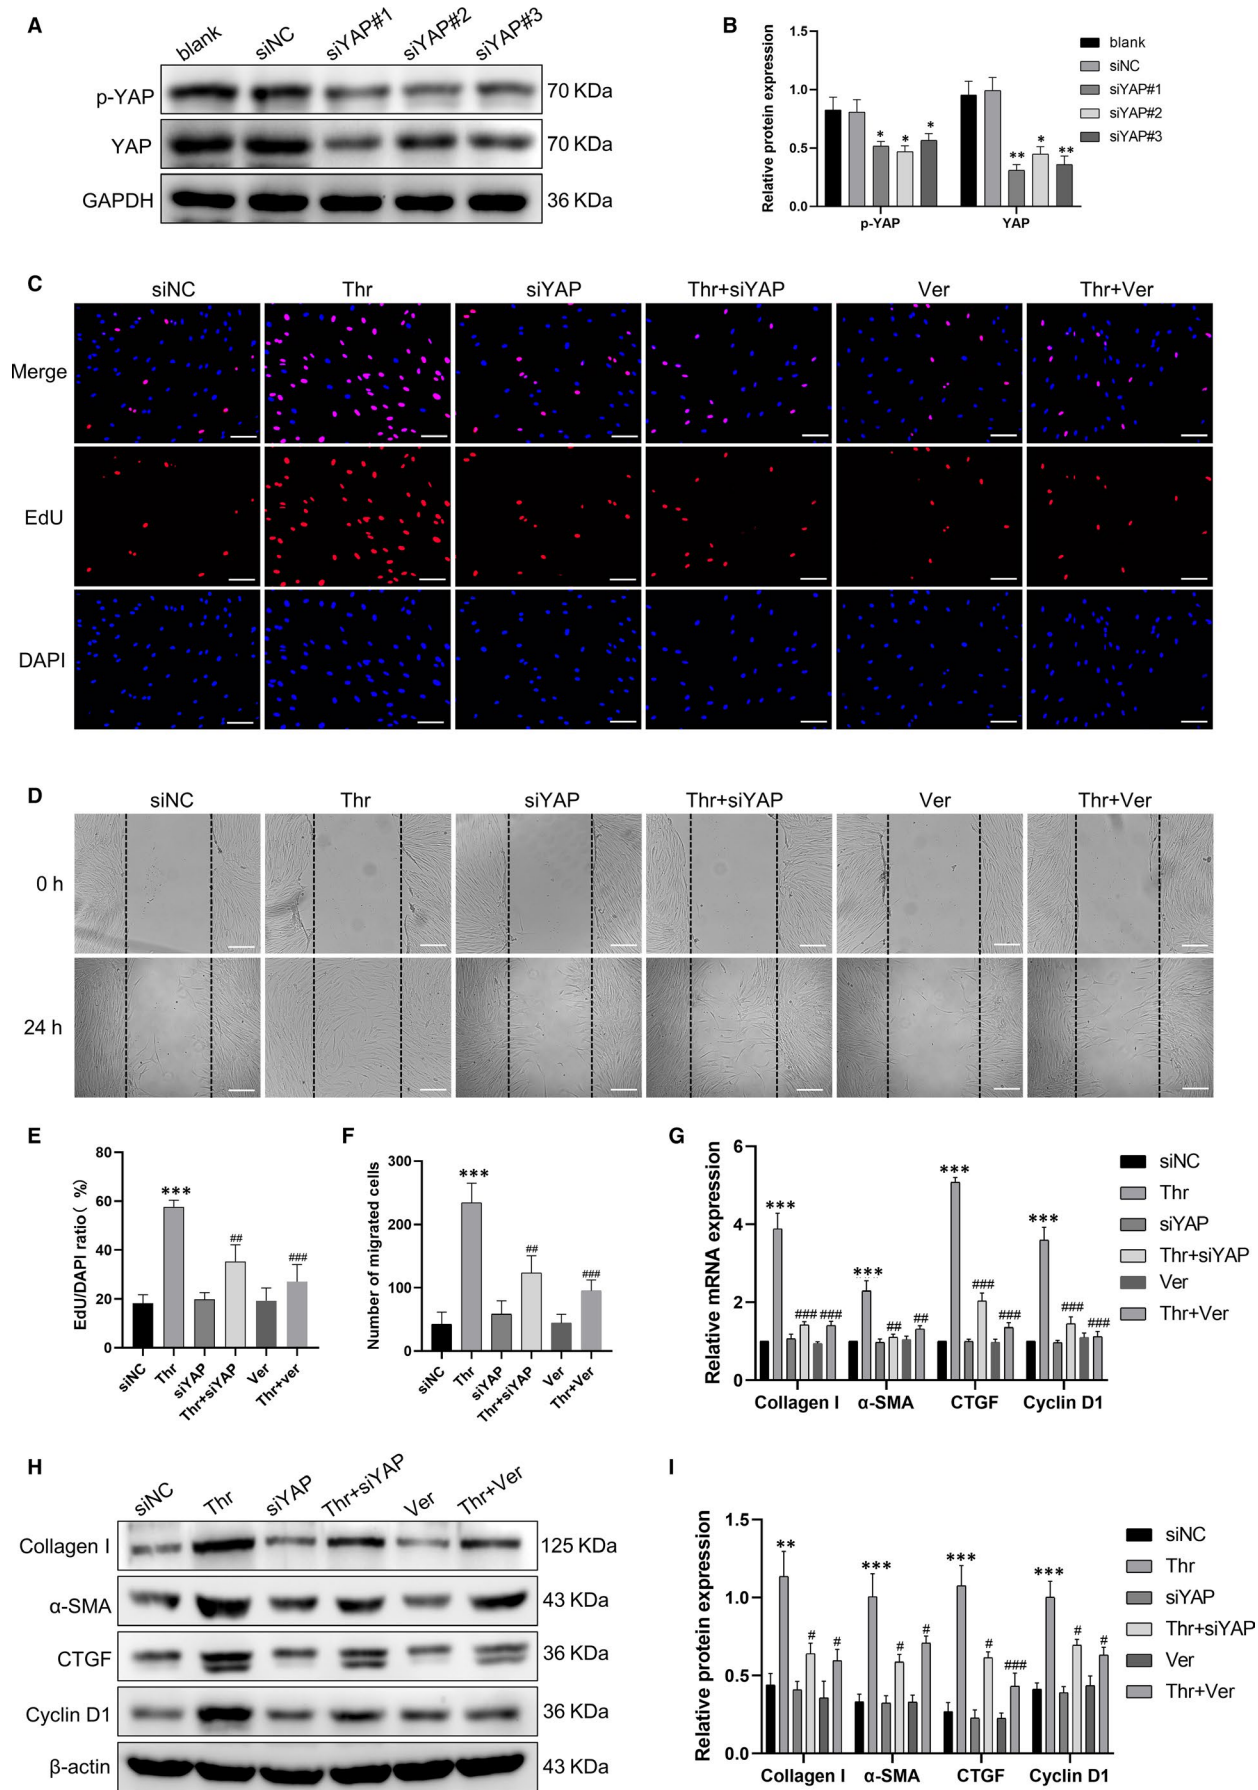 A
blank siNC siYAP#1 siYAP#2 siYAP#3
p-YAP 70 KDa
YAP 70 KDa
GAPDH 36 KDa
B
Relative protein expression
1.5
1.0
0.5
0.0
* * *
** * **
p-YAP YAP
blank
siNC
siYAP#1
siYAP#2
siYAP#3
C
siNC Thr siYAP Thr+siYAP Ver Thr+Ver
Merge
EdU
DAPI
D
siNC Thr siYAP Thr+siYAP Ver Thr+Ver
0 h
24 h
E
EdU/DAPI ratio( %)
80
60
40
20
0
*** ## ###
siNC Thr siYAP Thr+siYAP Ver Thr+ver
F
Number of migrated cells
300
200
100
0
*** ## ###
siNC Thr siYAP Thr+siYAP Ver Thr+Ver
G
Relative mRNA expression
6
4
2
0
*** ### ###
*** ## ##
*** ### ###
*** ### ###
Collagen I α-SMA CTGF Cyclin D1
siNC
Thr
siYAP
Thr+siYAP
Ver
Thr+Ver
H
siNC Thr siYAP Thr+siYAP Ver Thr+Ver
Collagen I 125 KDa
α-SMA 43 KDa
CTGF 36 KDa
Cyclin D1 36 KDa
β-actin 43 KDa
I
Relative protein expression
1.5
1.0
0.5
0.0
** # #
*** # #
*** # ###
*** # #
Collagen I α-SMA CTGF Cyclin D1
siNC
Thr
siYAP
Thr+siYAP
Ver
Thr+Ver